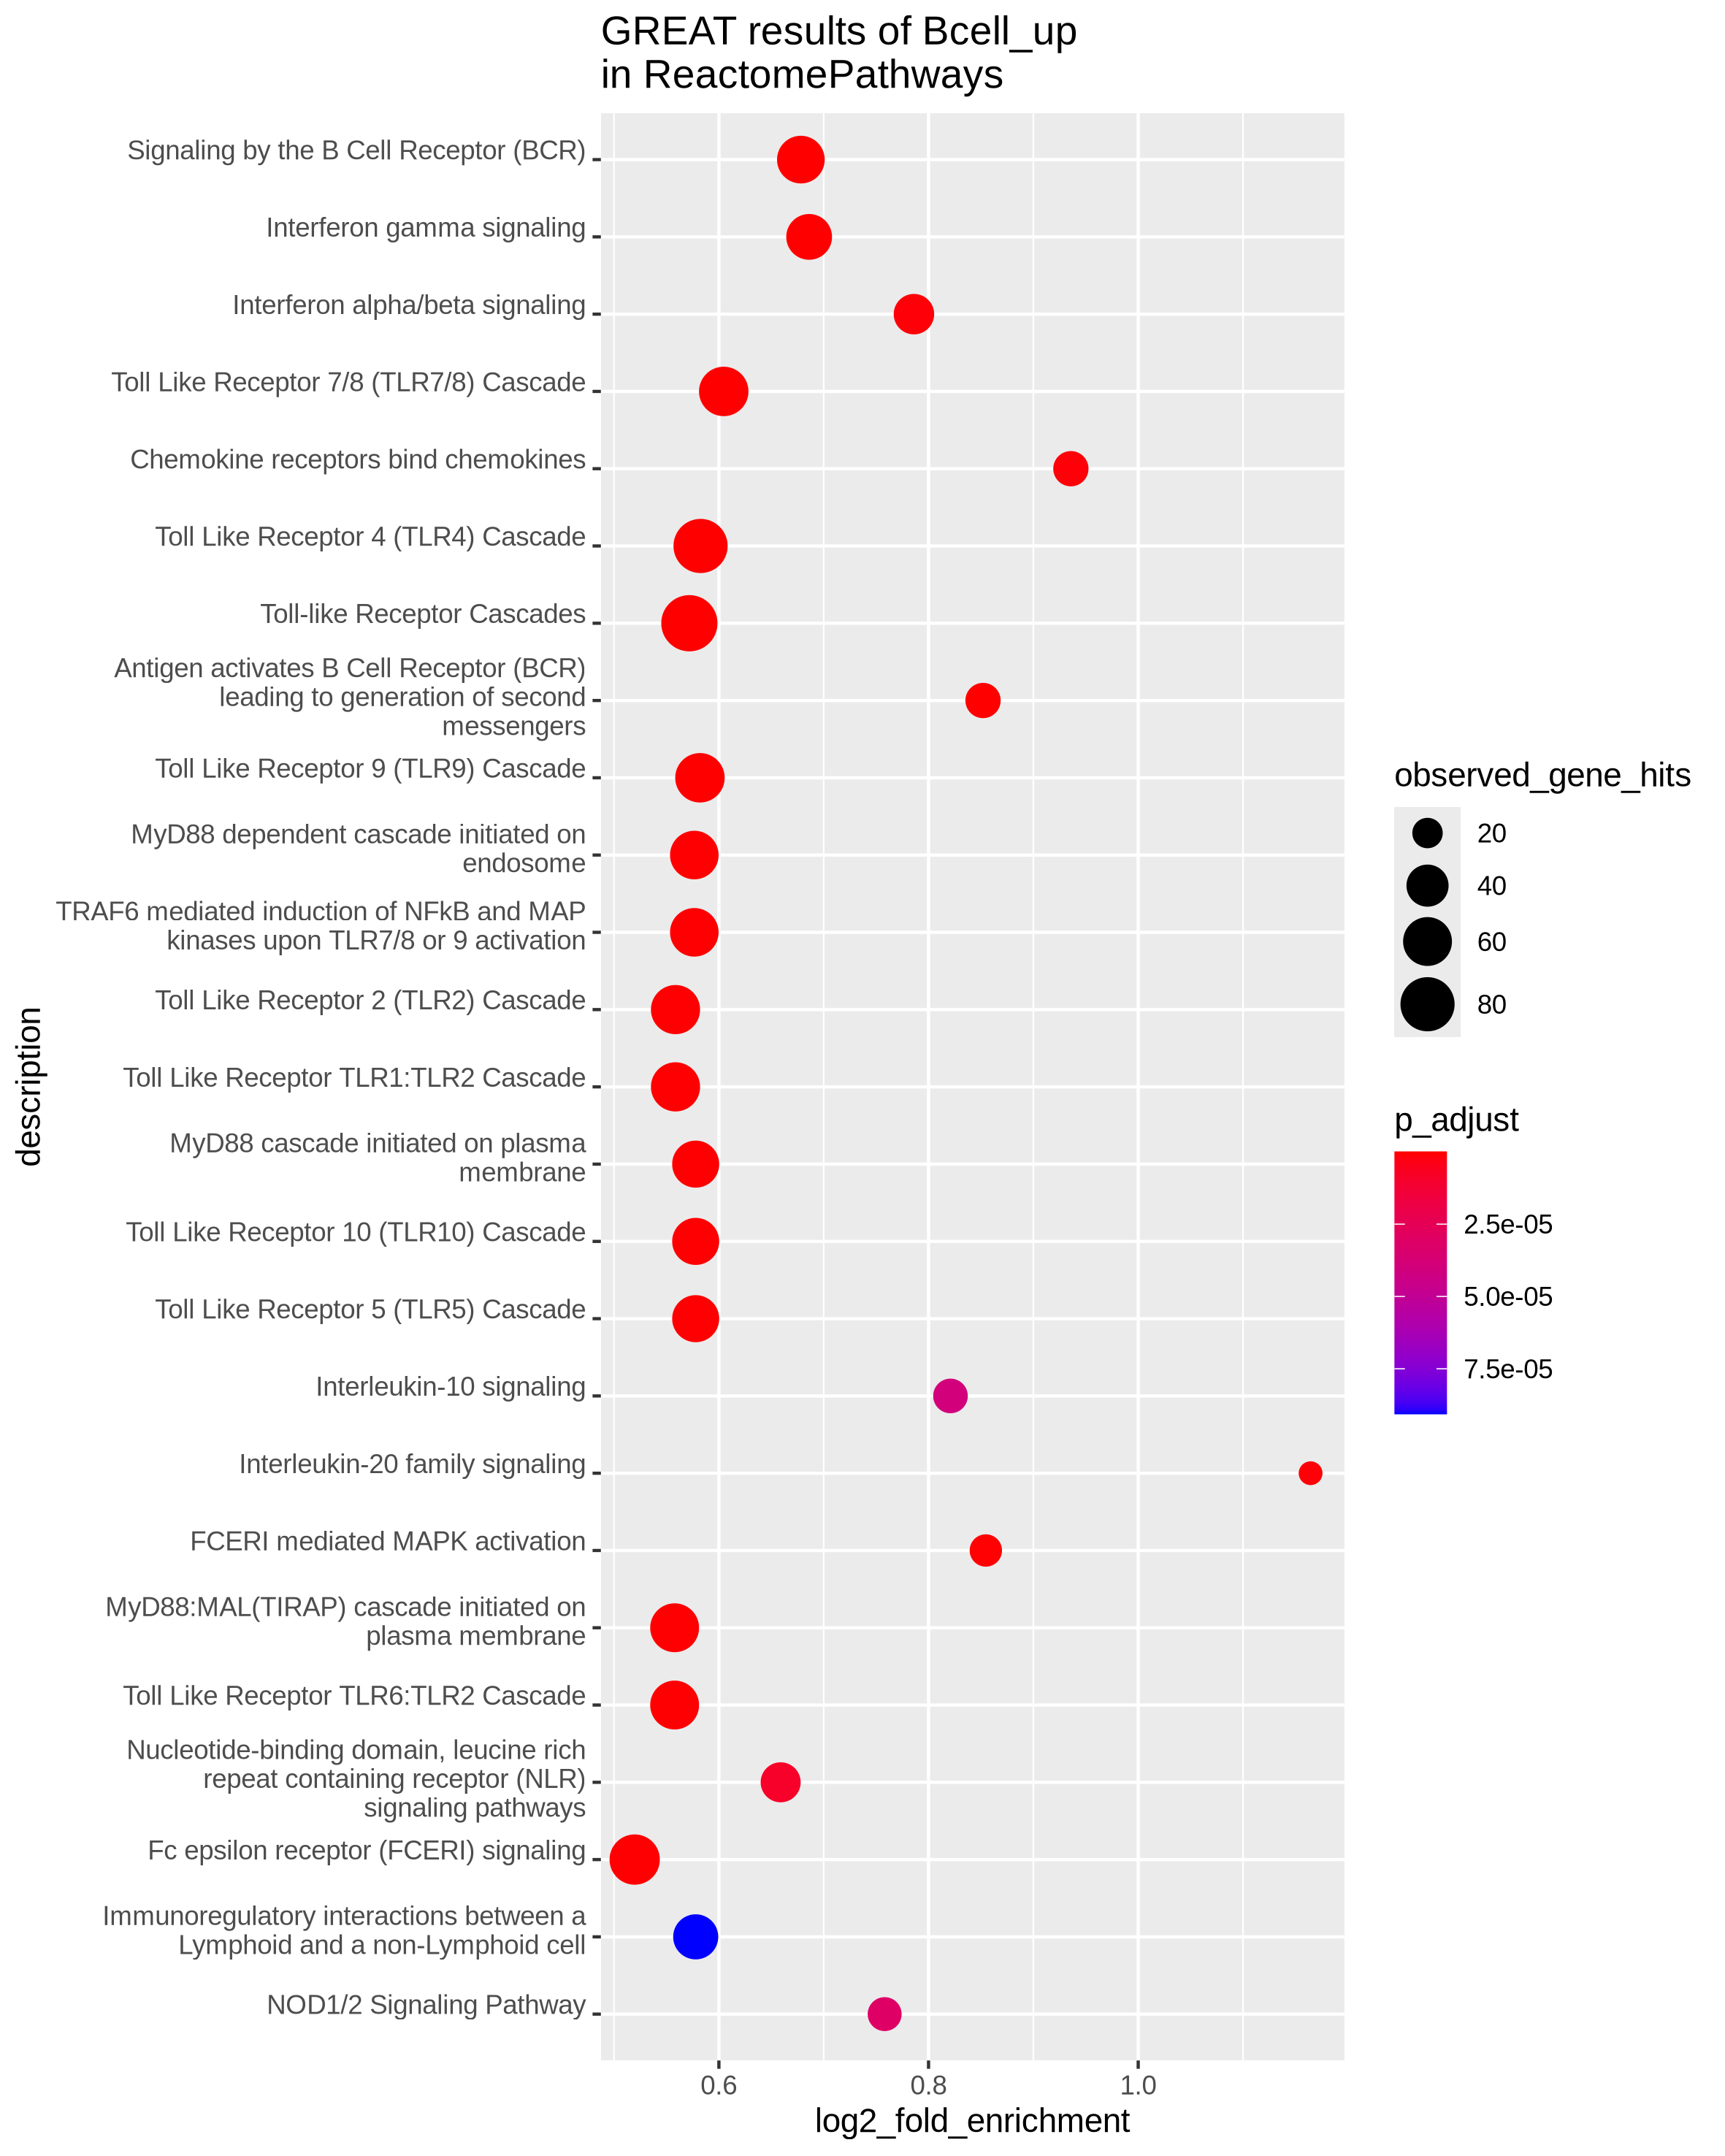 GREAT results of Bcell_up
in ReactomePathways
Signaling by the B Cell Receptor (BCR)
Interferon gamma signaling
Interferon alpha/beta signaling
Toll Like Receptor 7/8 (TLR7/8) Cascade
Chemokine receptors bind chemokines
Toll Like Receptor 4 (TLR4) Cascade
Toll-like Receptor Cascades
Antigen activates B Cell Receptor (BCR)
leading to generation of second
messengers
Toll Like Receptor 9 (TLR9) Cascade
MyD88 dependent cascade initiated on
endosome
TRAF6 mediated induction of NFkB and MAP
kinases upon TLR7/8 or 9 activation
Toll Like Receptor 2 (TLR2) Cascade
Toll Like Receptor TLR1:TLR2 Cascade
MyD88 cascade initiated on plasma
membrane
Toll Like Receptor 10 (TLR10) Cascade
Toll Like Receptor 5 (TLR5) Cascade
Interleukin-10 signaling
Interleukin-20 family signaling
FCERI mediated MAPK activation
MyD88:MAL(TIRAP) cascade initiated on
plasma membrane
Toll Like Receptor TLR6:TLR2 Cascade
Nucleotide-binding domain, leucine rich
repeat containing receptor (NLR)
signaling pathways
Fc epsilon receptor (FCERI) signaling
Immunoregulatory interactions between a
Lymphoid and a non-Lymphoid cell
NOD1/2 Signaling Pathway
description
0.6
0.8
1.0
log2_fold_enrichment
observed_gene_hits
20
40
60
80
p_adjust
2.5e-05
5.0e-05
7.5e-05